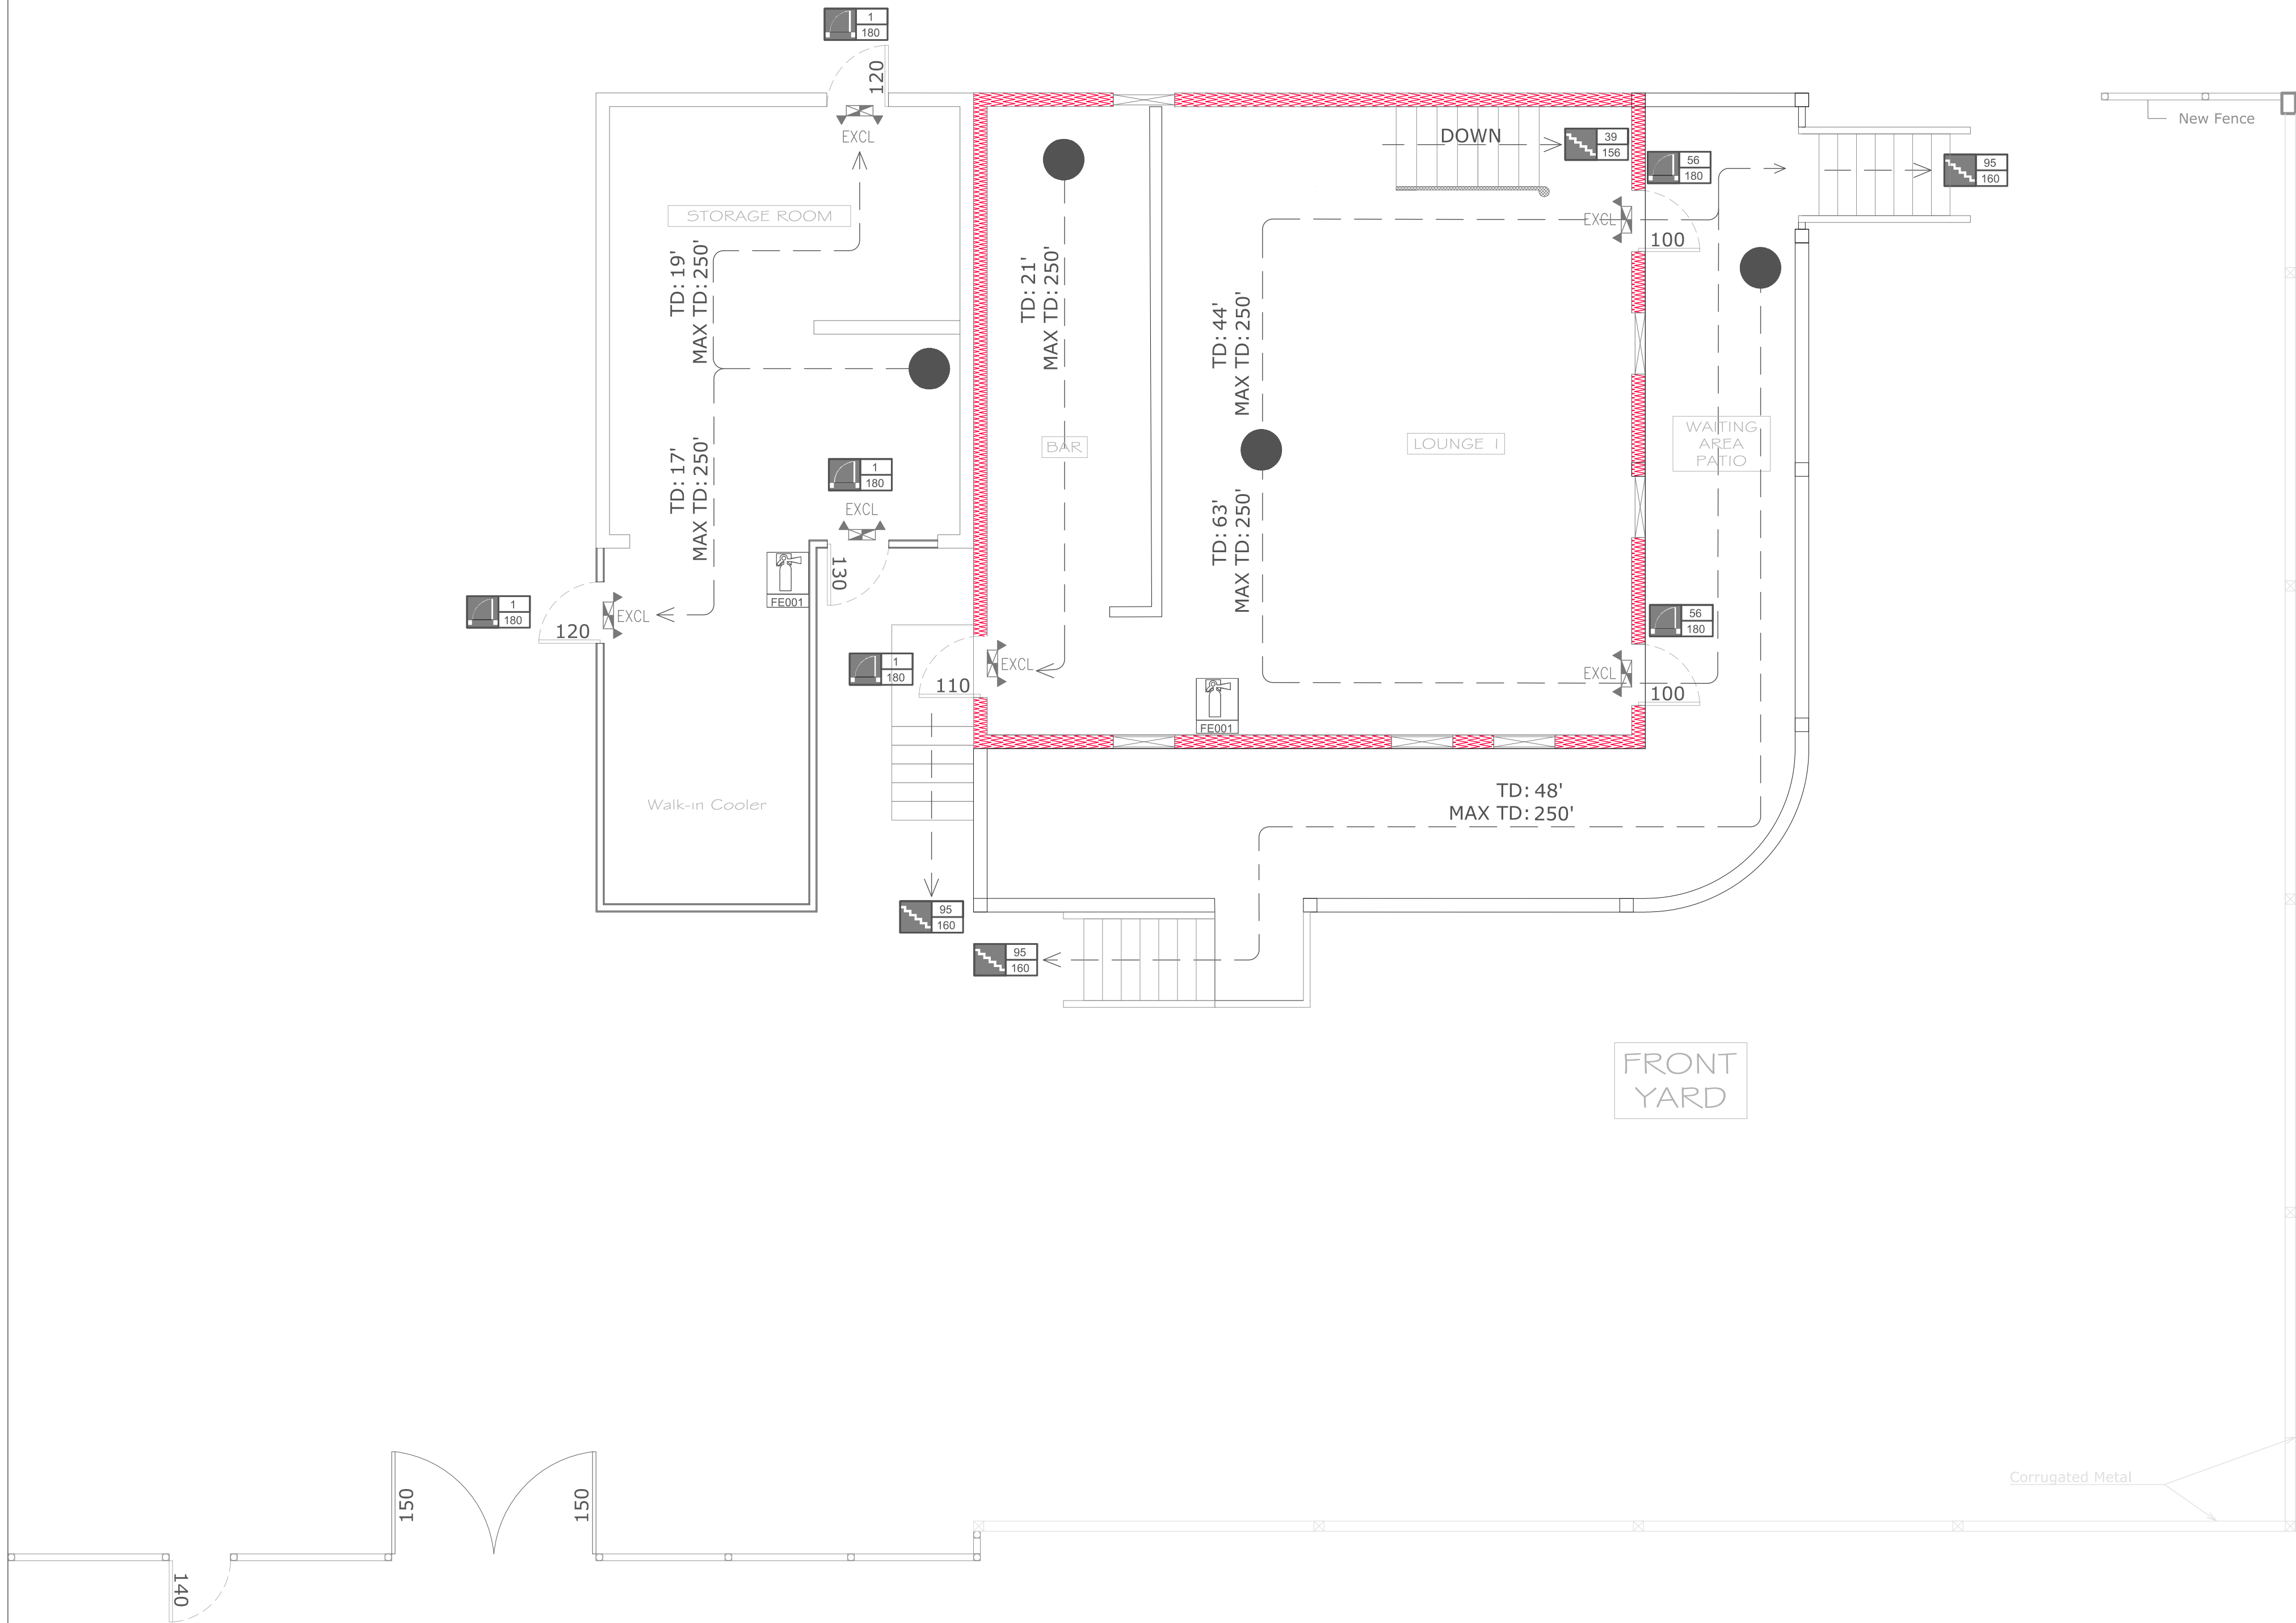 1
180
120
EXCL
STORAGE ROOM
TD: 19'
MAX TD: 250'
TD: 17'
MAX TD: 250'
1
180
EXCL
130
FE001
1
180
120
EXCL
Walk-in Cooler
1
180
110
EXCL
95
160
TD: 21'
MAX TD: 250'
BAR
DOWN
39
156
TD: 44'
MAX TD: 250'
TD: 63'
MAX TD: 250'
LOUNGE 1
FE001
56
180
EXCL
100
56
180
EXCL
100
WAITING
AREA
PATIO
95
160
New Fence
TD: 48'
MAX TD: 250'
95
160
FRONT
YARD
Corrugated Metal
150
150
140